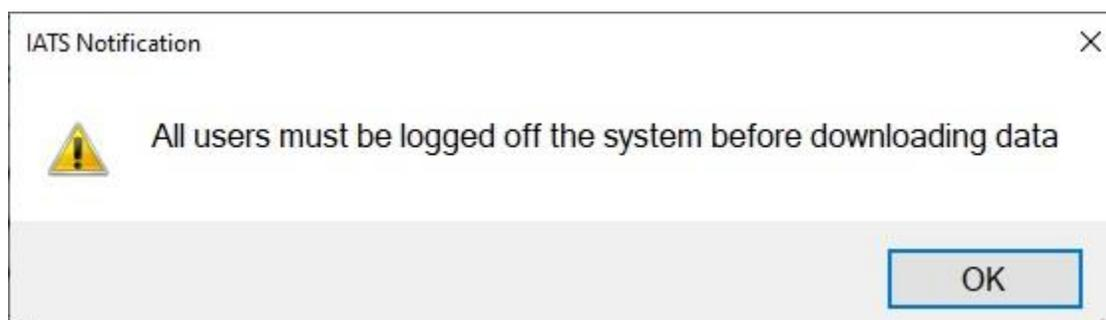 IATS Notification
All users must be logged off the system before downloading data
OK